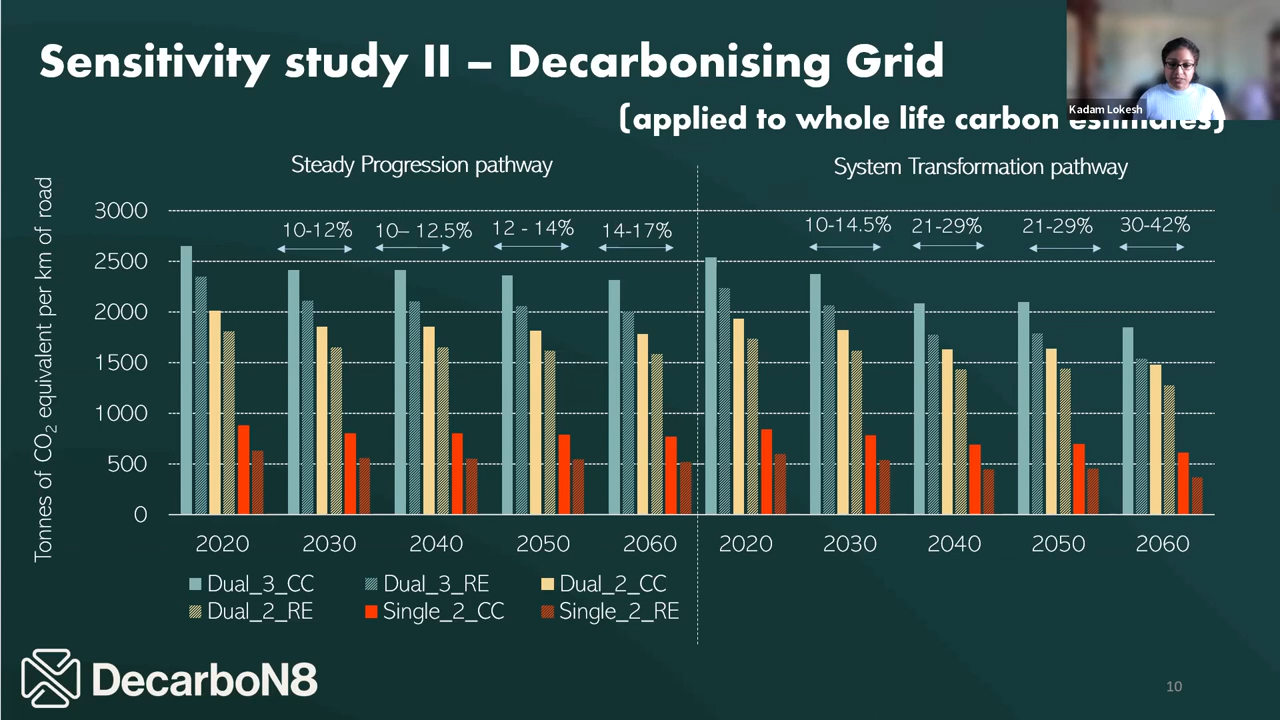 Sensitivity study II – Decarbonising Grid
Kadam Lokesh
(applied to whole life carbon estimates)
Steady Progression pathway
System Transformation pathway
Tonnes of CO2 equivalent per km of road
3000
2500
2000
1500
1000
500
0
10-12%
10– 12.5%
12 - 14%
14-17%
10-14.5%
21-29%
21-29%
30-42%
2020 2030 2040 2050 2060 2020 2030 2040 2050 2060
Dual_3_CC Dual_3_RE Dual_2_CC
Dual_2_RE Single_2_CC Single_2_RE
DecarboN8
10